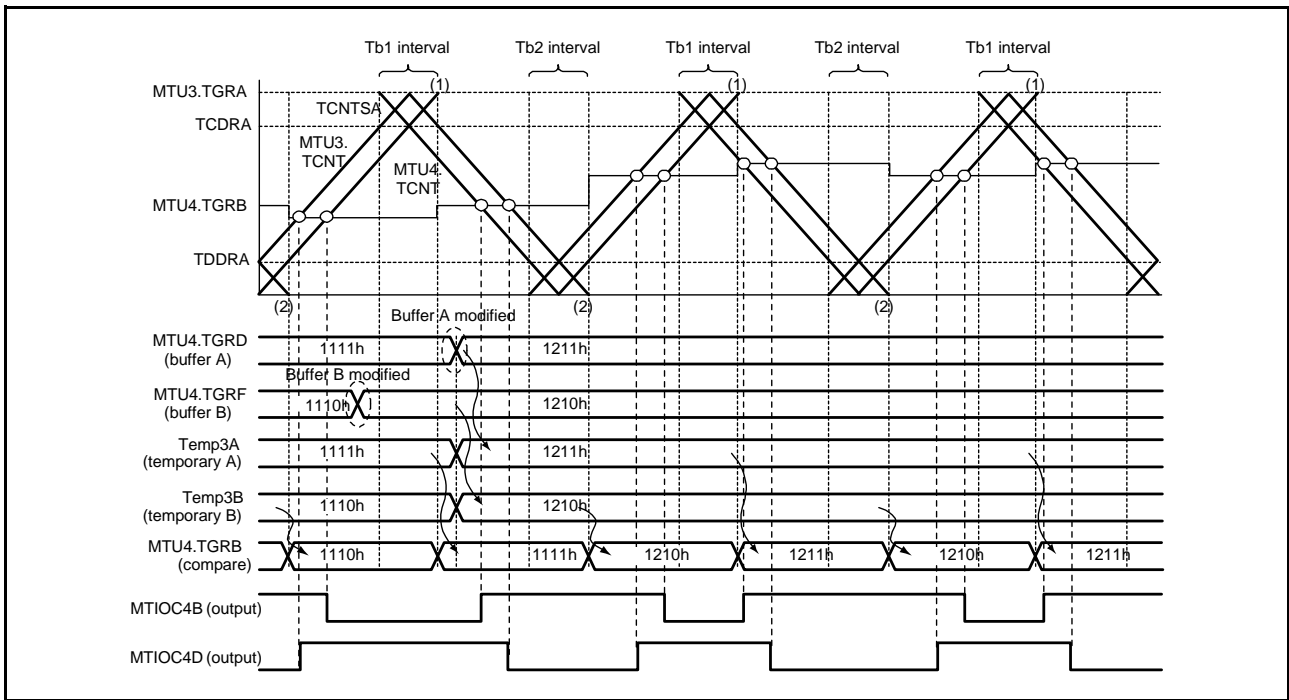 Tb1 interval Tb2 interval Tb1 interval Tb2 interval Tb1 interval
MTU3.TGRA
(1) (1) (1)
TCNTSA
TCDRA
MTU3.
TCNT
MTU4.
TCNT
MTU4.TGRB
TDDRA
(2) (2) (2)
Buffer A modified
MTU4.TGRD
(buffer A)
1111h 1211h
Buffer B modified
MTU4.TGRF
(buffer B)
1110h 1210h
Temp3A
(temporary A)
1111h 1211h
Temp3B
(temporary B)
1110h 1210h
MTU4.TGRB
(compare)
1110h 1111h 1210h 1211h 1210h 1211h
MTIOC4B (output)
MTIOC4D (output)